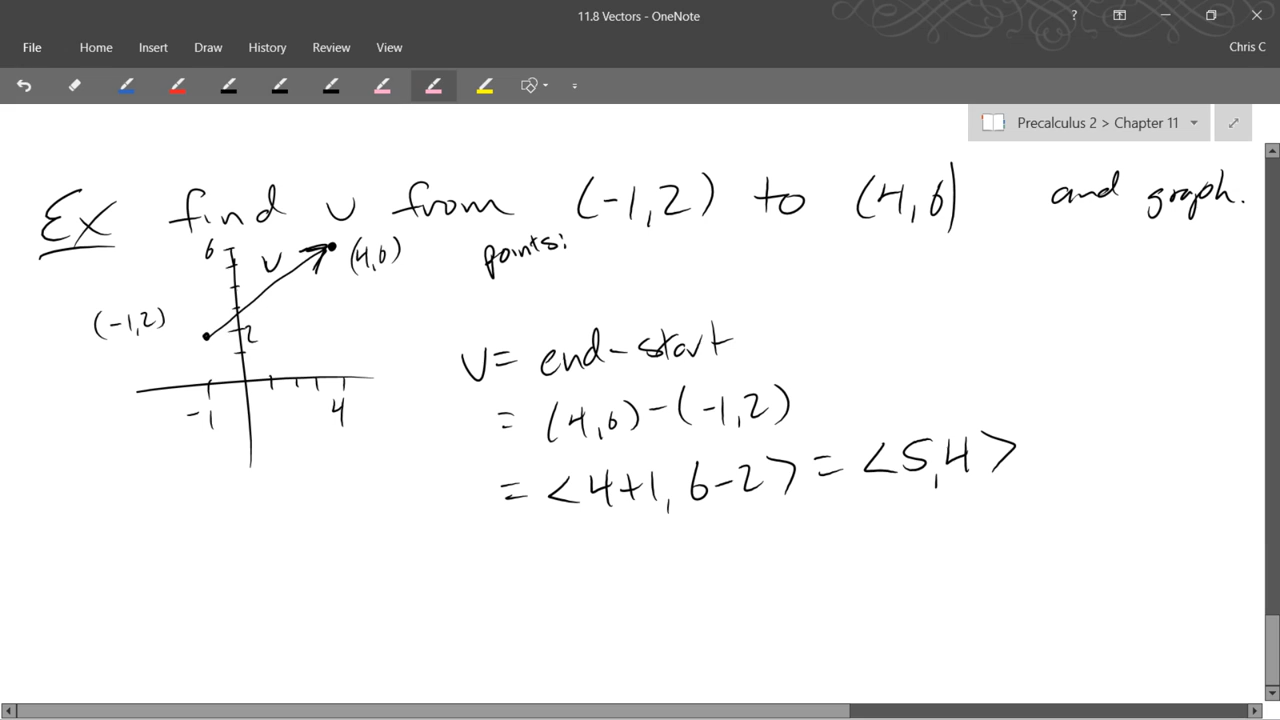 11.8 Vectors - OneNote
?
File Home Insert Draw History Review View
Chris C
Precalculus 2 > Chapter 11
Ex find v from (-1,2) to (4,6) and graph.
6 v (4,6) points:
(-1,2) 2
v = end-start
-1 4
= (4,6) - (-1,2)
= <4+1, 6-2> = <5,4>